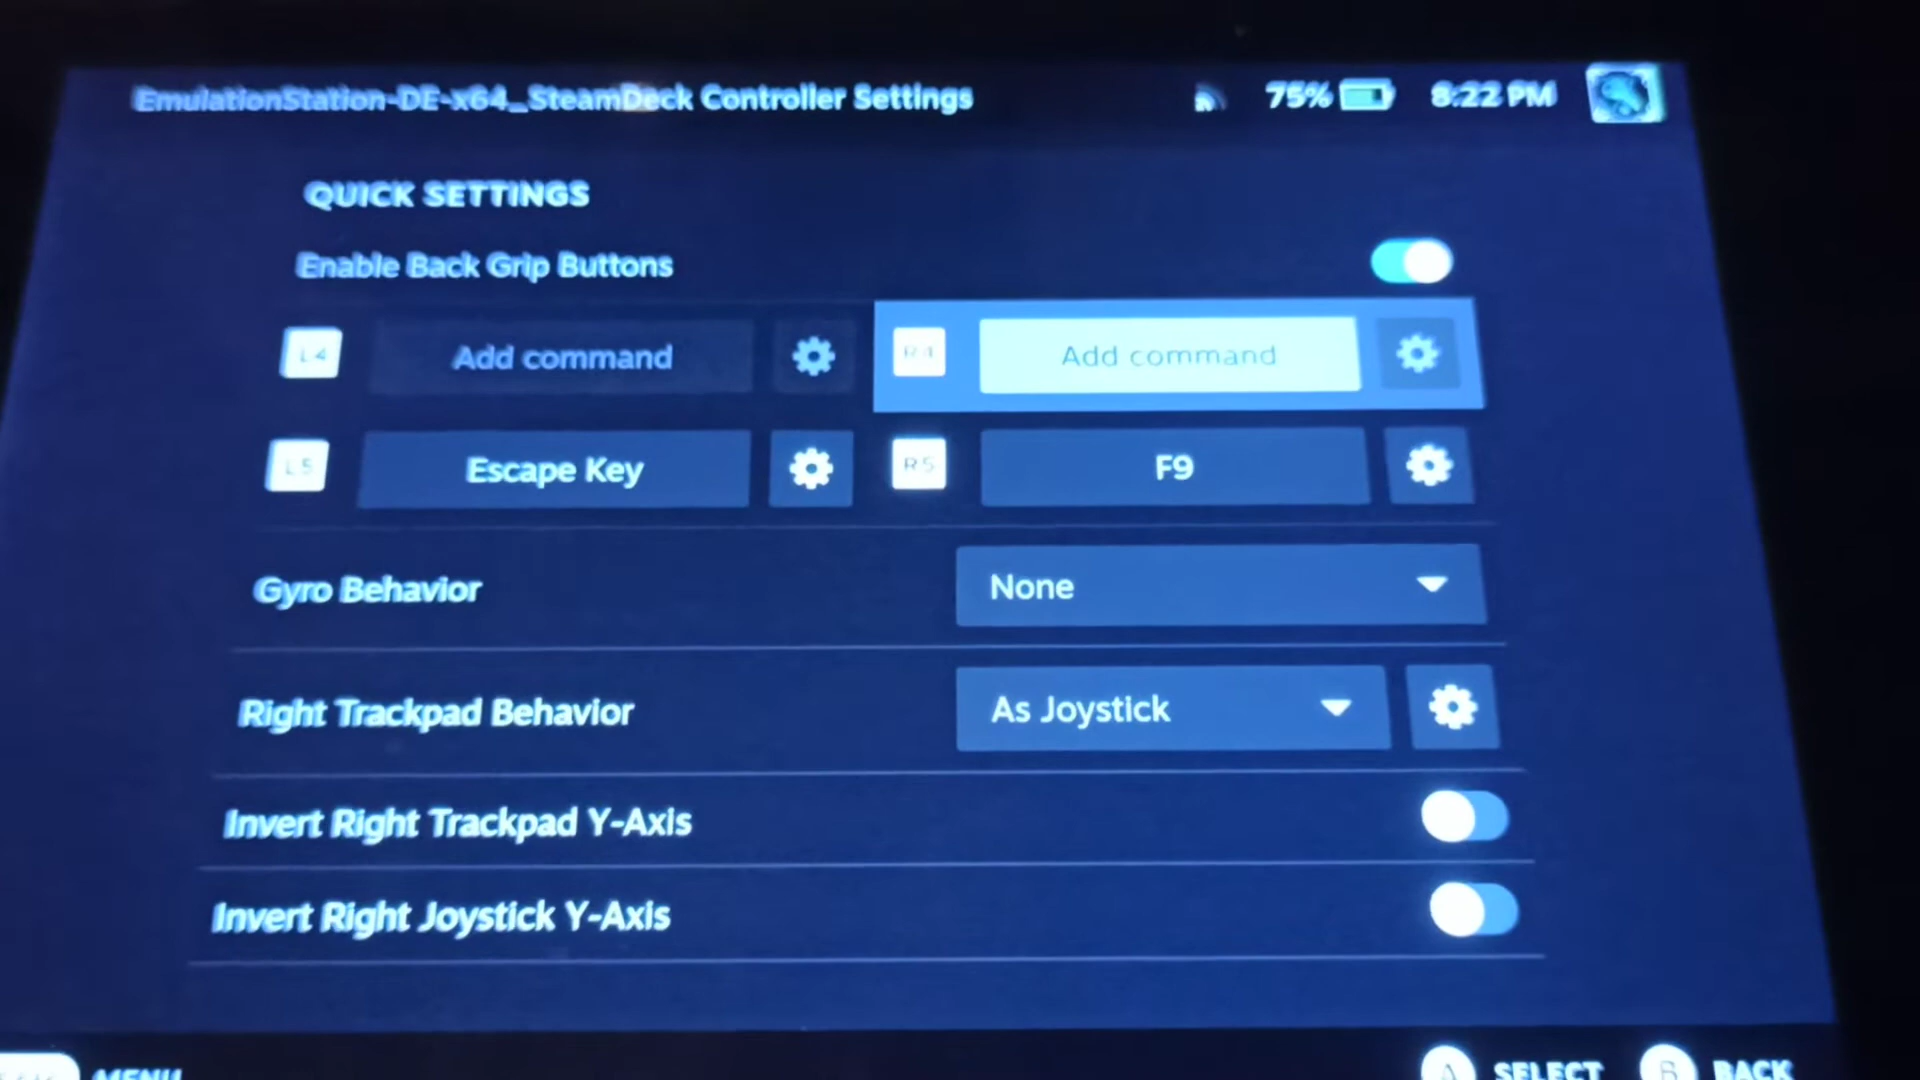 EmulationStation-DE-x64_SteamDeck Controller Settings 75% 8:22 PM
QUICK SETTINGS
Enable Back Grip Buttons
L4 Add command R4 Add command
L5 Escape Key R5 F9
Gyro Behavior None
Right Trackpad Behavior As Joystick
Invert Right Trackpad Y-Axis
Invert Right Joystick Y-Axis
MENU A SELECT B BACK